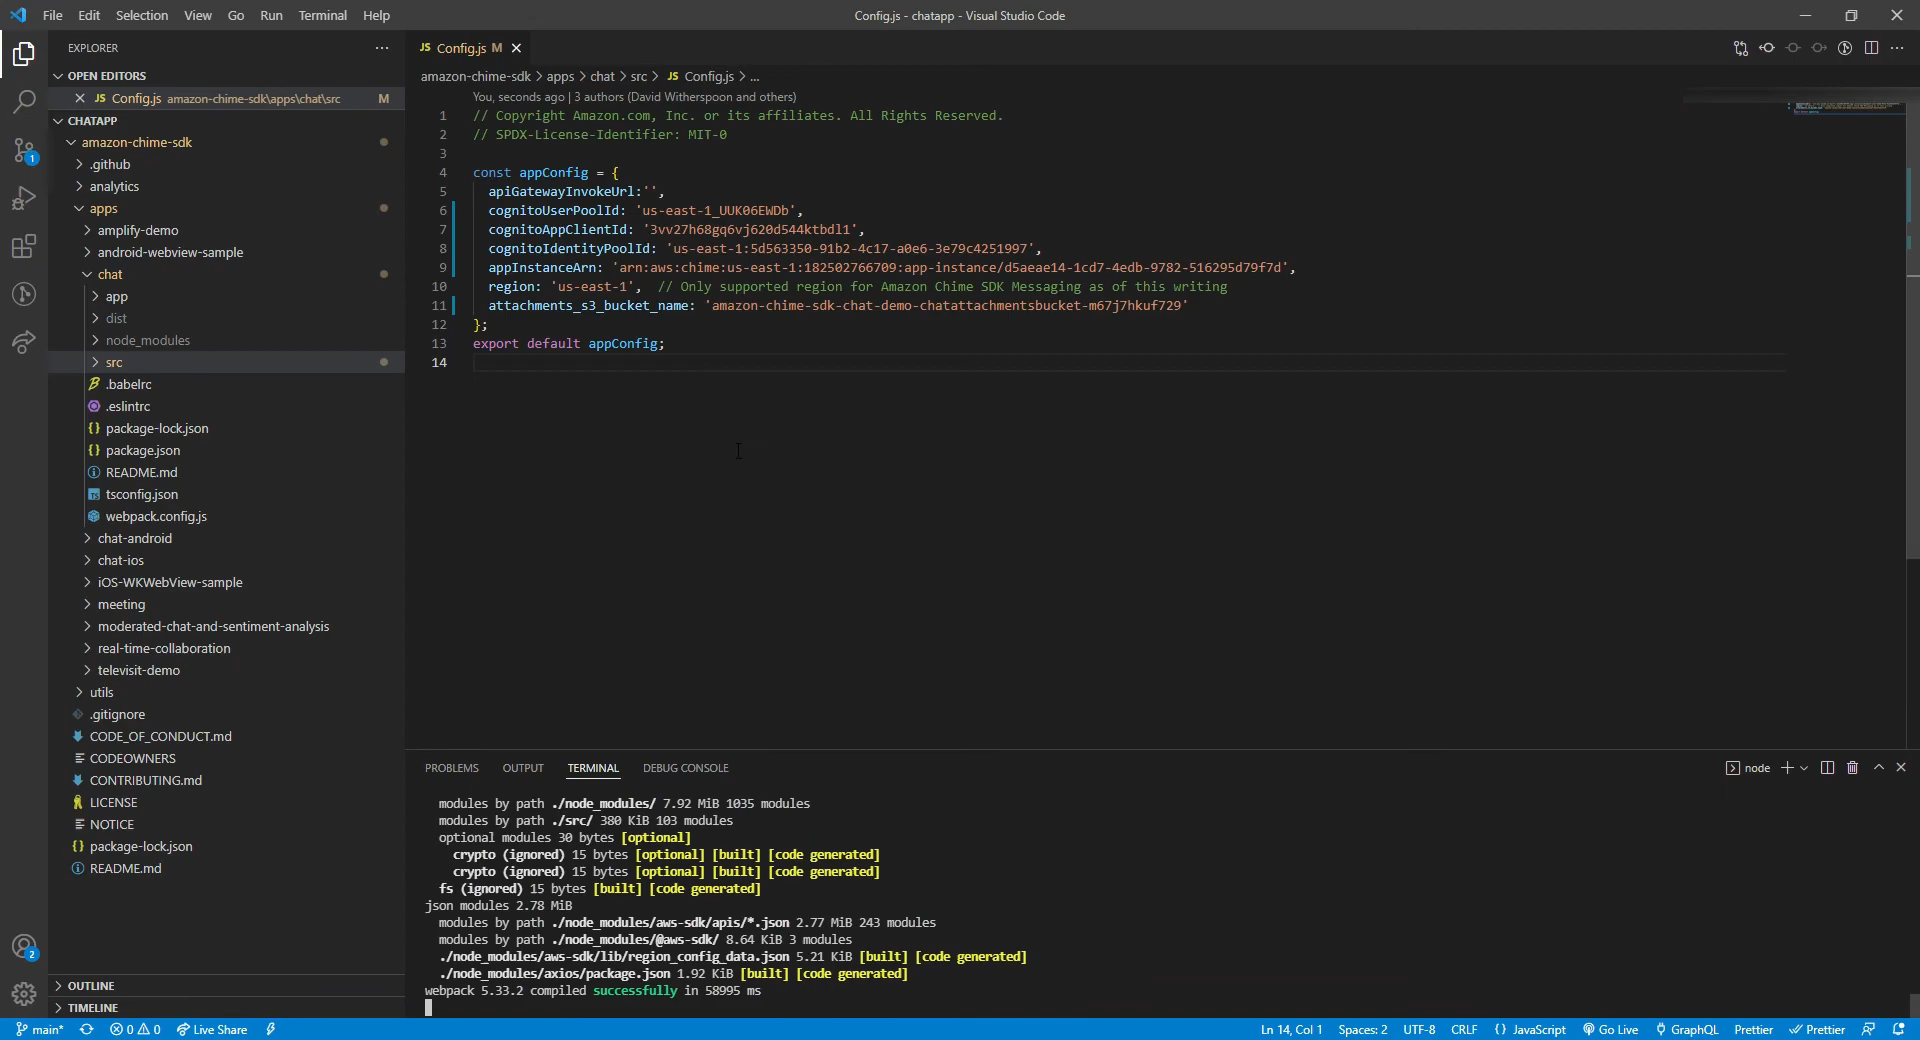 File Edit Selection View Go Run Terminal Help
Config.js - chatapp - Visual Studio Code
EXPLORER
OPEN EDITORS
JS Config.js amazon-chime-sdk\apps\chat\src M
CHATAPP
amazon-chime-sdk
.github
analytics
apps
amplify-demo
android-webview-sample
chat
app
dist
node_modules
src
.babelrc
.eslintrc
package-lock.json
package.json
README.md
tsconfig.json
webpack.config.js
chat-android
chat-ios
iOS-WKWebView-sample
meeting
moderated-chat-and-sentiment-analysis
real-time-collaboration
televisit-demo
utils
.gitignore
CODE_OF_CONDUCT.md
CODEOWNERS
CONTRIBUTING.md
LICENSE
NOTICE
package-lock.json
README.md
OUTLINE
TIMELINE
1
2
JS Config.js M
amazon-chime-sdk > apps > chat > src > JS Config.js > ...
You, seconds ago | 3 authors (David Witherspoon and others)
1 // Copyright Amazon.com, Inc. or its affiliates. All Rights Reserved.
2 // SPDX-License-Identifier: MIT-0
3
4 const appConfig = {
5 apiGatewayInvokeUrl:'',
6 cognitoUserPoolId: 'us-east-1_UUK06EWDb',
7 cognitoAppClientId: '3vv27h68gq6vj620d544ktbdl1',
8 cognitoIdentityPoolId: 'us-east-1:5d563350-91b2-4c17-a0e6-3e79c4251997',
9 appInstanceArn: 'arn:aws:chime:us-east-1:182502766709:app-instance/d5aeae14-1cd7-4edb-9782-516295d79f7d',
10 region: 'us-east-1', // Only supported region for Amazon Chime SDK Messaging as of this writing
11 attachments_s3_bucket_name: 'amazon-chime-sdk-chat-demo-chatattachmentsbucket-m67j7hkuf729'
12 };
13 export default appConfig;
14
PROBLEMS OUTPUT TERMINAL DEBUG CONSOLE
node
modules by path ./node_modules/ 7.92 MiB 1035 modules
modules by path ./src/ 380 KiB 103 modules
optional modules 30 bytes [optional]
crypto (ignored) 15 bytes [optional] [built] [code generated]
crypto (ignored) 15 bytes [optional] [built] [code generated]
fs (ignored) 15 bytes [built] [code generated]
json modules 2.78 MiB
modules by path ./node_modules/aws-sdk/apis/*.json 2.77 MiB 243 modules
modules by path ./node_modules/@aws-sdk/ 8.64 KiB 3 modules
./node_modules/aws-sdk/lib/region_config_data.json 5.21 KiB [built] [code generated]
./node_modules/axios/package.json 1.92 KiB [built] [code generated]
webpack 5.33.2 compiled successfully in 58995 ms
main* 0 0 Live Share
Ln 14, Col 1 Spaces: 2 UTF-8 CRLF {} JavaScript Go Live GraphQL Prettier Prettier